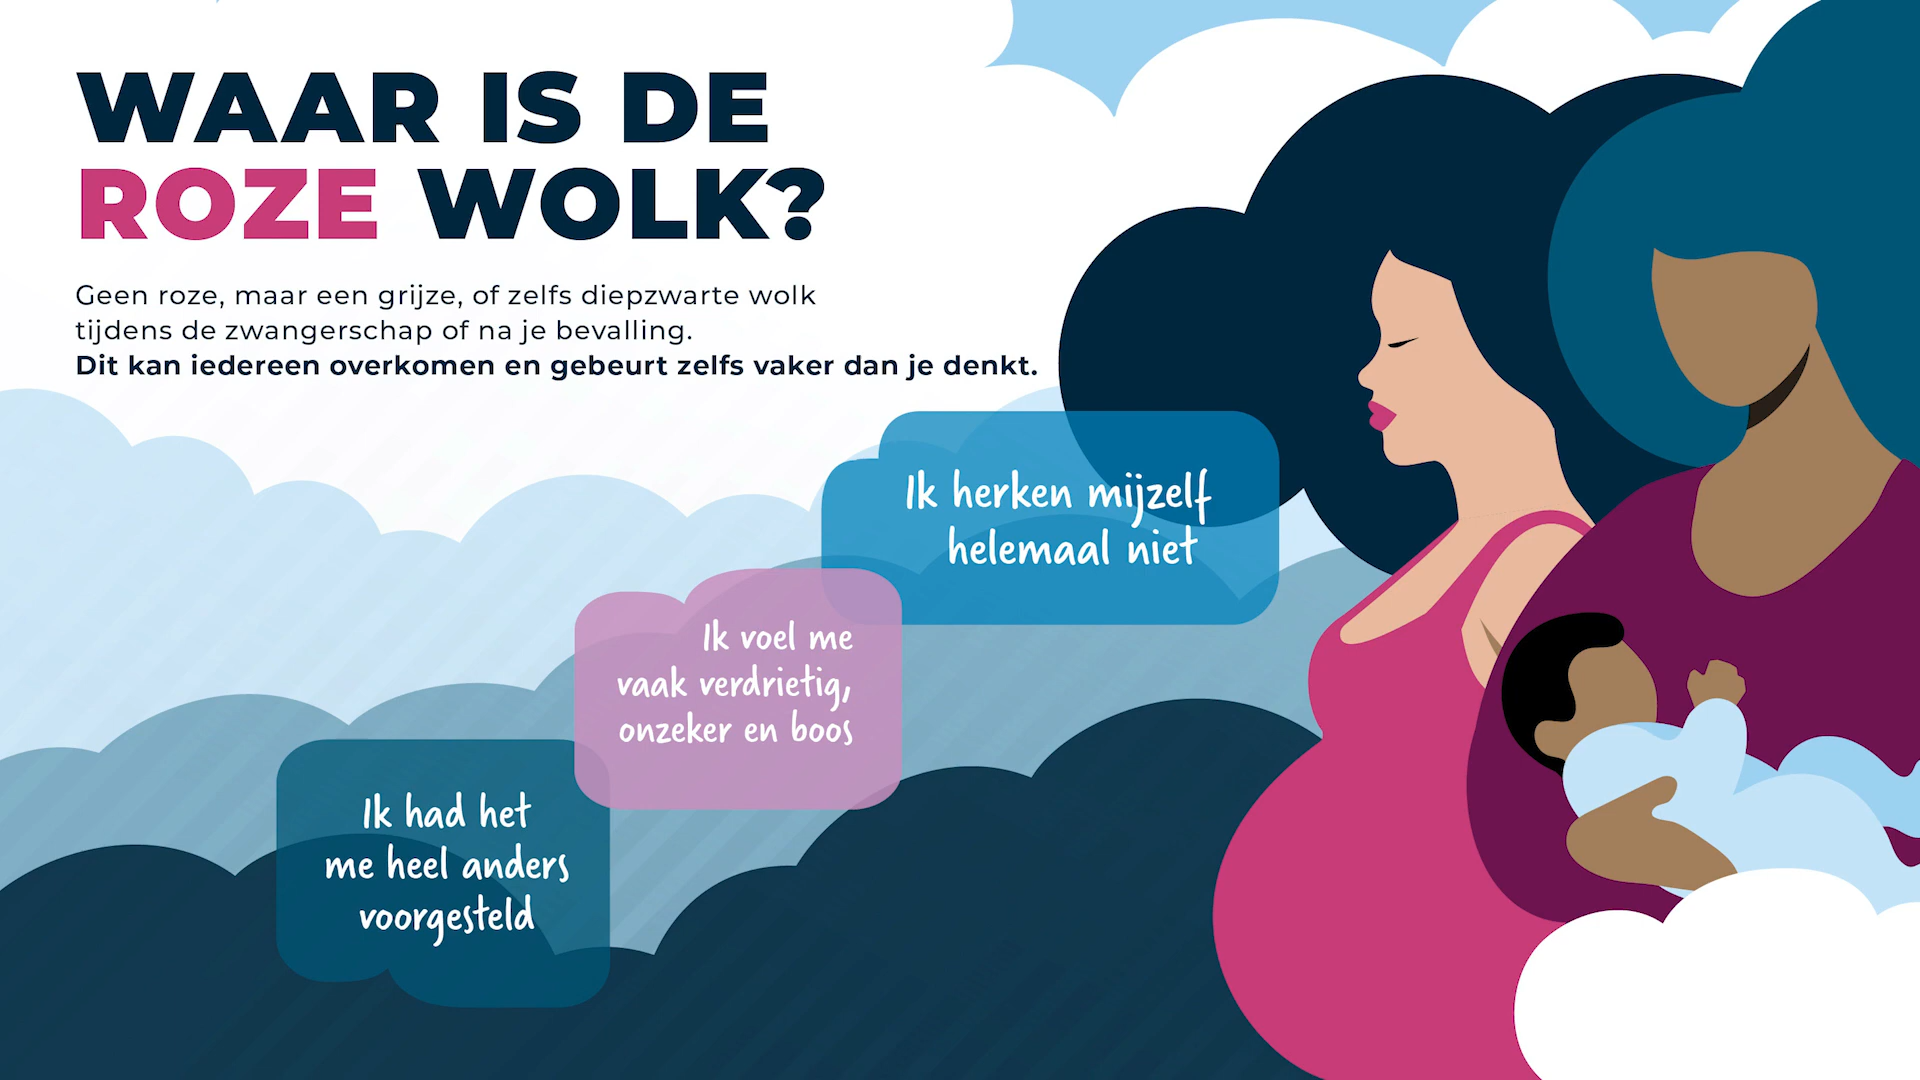 WAAR IS DE
ROZE WOLK?
Geen roze, maar een grijze, of zelfs diepzwarte wolk
tijdens de zwangerschap of na je bevalling.
Dit kan iedereen overkomen en gebeurt zelfs vaker dan je denkt.
Ik herken mijzelf
helemaal niet
Ik voel me
vaak verdrietig,
onzeker en boos
Ik had het
me heel anders
voorgesteld